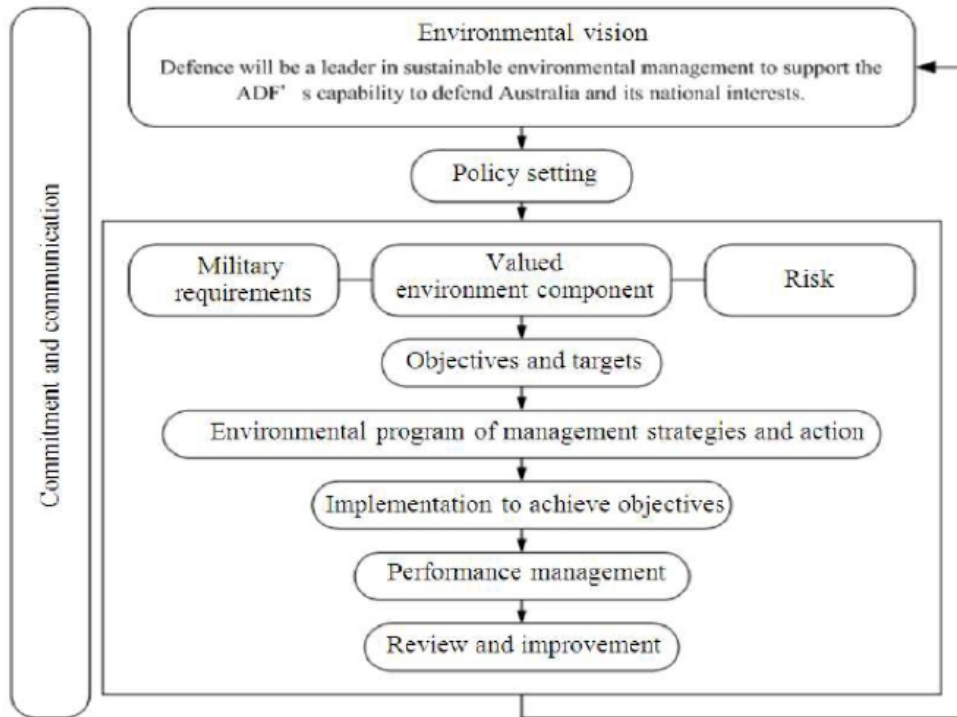 Commitment and communication
Environmental vision
Defence will be a leader in sustainable environmental management to support the
ADF' s capability to defend Australia and its national interests.
Policy setting
Military
requirements
Valued
environment component
Risk
Objectives and targets
Environmental program of management strategies and action
Implementation to achieve objectives
Performance management
Review and improvement